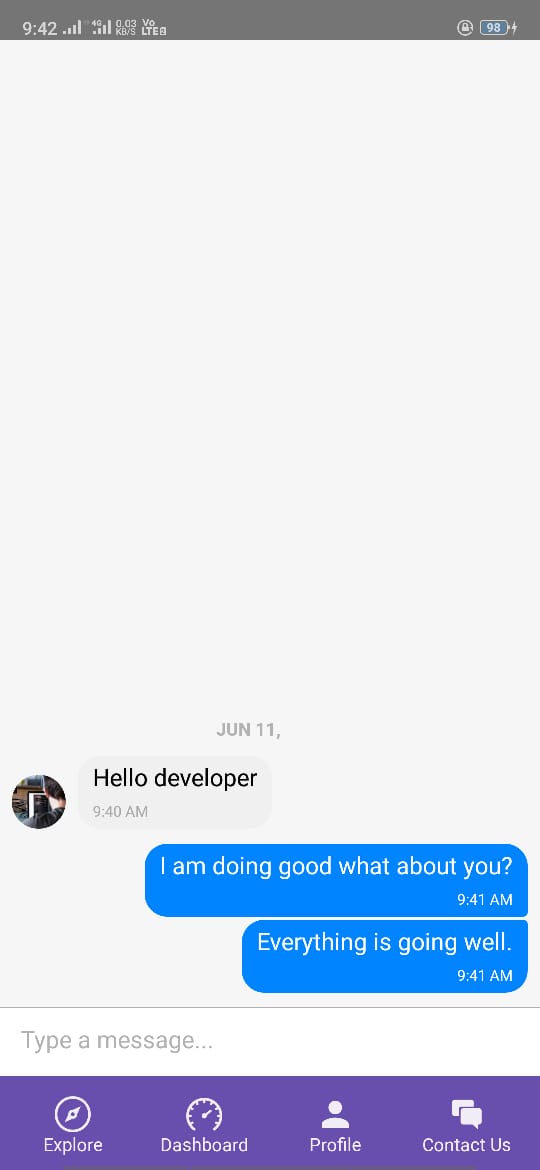 9:42 4G 0.03 KB/S Vo LTE 98
JUN 11,
Hello developer
9:40 AM
I am doing good what about you?
9:41 AM
Everything is going well.
9:41 AM
Type a message...
Explore Dashboard Profile Contact Us